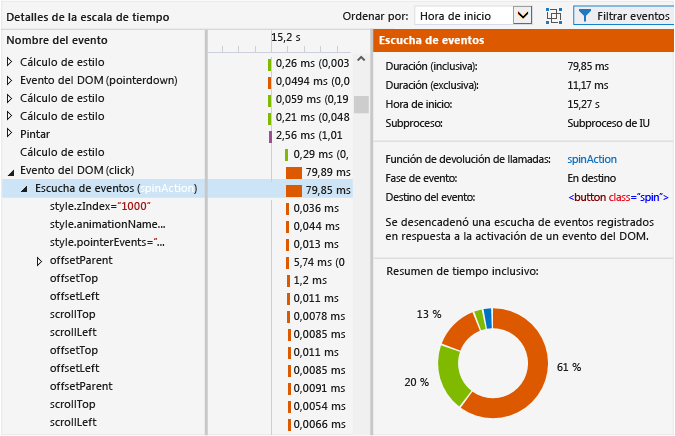 Detalles de la escala de tiempo
Ordenar por: Hora de inicio
Filtrar eventos
Nombre del evento
15,2 s
Cálculo de estilo 0,26 ms (0,003
Evento del DOM (pointerdown) 0,0494 ms (0,0
Cálculo de estilo 0,059 ms (0,19
Cálculo de estilo 0,21 ms (0,048
Pintar 2,56 ms (1,01
Cálculo de estilo 0,29 ms (0,
Evento del DOM (click) 79,89 ms
Escucha de eventos (spinAction) 79,85 ms
style.zIndex="1000" 0,036 ms
style.animationName... 0,044 ms
style.pointerEvents="... 0,013 ms
offsetParent 5,74 ms (0
offsetTop 1,2 ms
offsetLeft 0,011 ms
scrollTop 0,0078 ms
scrollLeft 0,0085 ms
offsetTop 0,011 ms
offsetLeft 0,0085 ms
offsetParent 0,0091 ms
scrollTop 0,0054 ms
scrollLeft 0,0066 ms
Escucha de eventos
Duración (inclusiva): 79,85 ms
Duración (exclusiva): 11,17 ms
Hora de inicio: 15,27 s
Subproceso: Subproceso de IU
Función de devolución de llamadas: spinAction
Fase de evento: En destino
Destino del evento: <button class="spin">
Se desencadenó una escucha de eventos registrados
en respuesta a la activación de un evento del DOM.
Resumen de tiempo inclusivo:
13 %
61 %
20 %